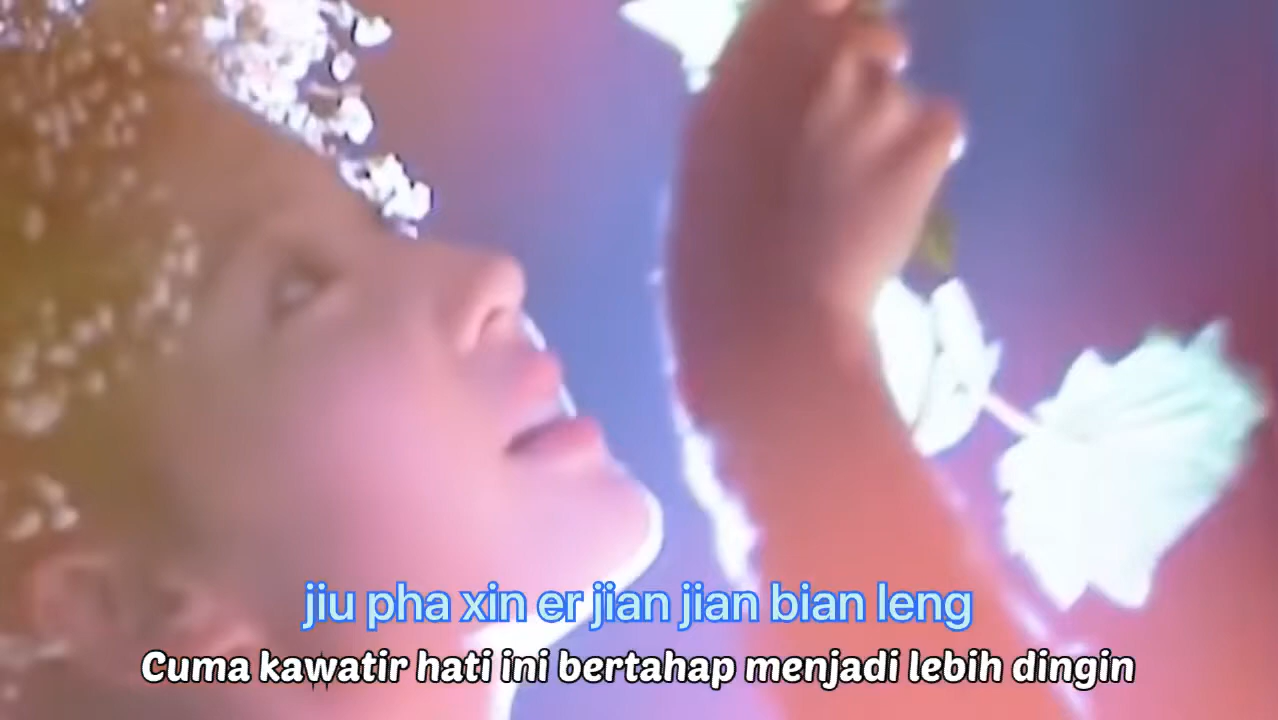 jiu pha xin er jian jian bian leng
Cuma kawatir hati ini bertahap menjadi lebih dingin